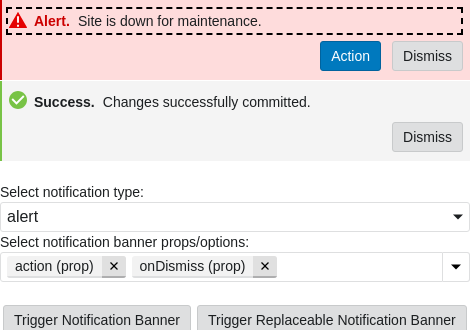 Alert. Site is down for maintenance.
Action Dismiss
Success. Changes successfully committed.
Dismiss
Select notification type:
alert
Select notification banner props/options:
action (prop) ✕ onDismiss (prop) ✕
Trigger Notification Banner Trigger Replaceable Notification Banner